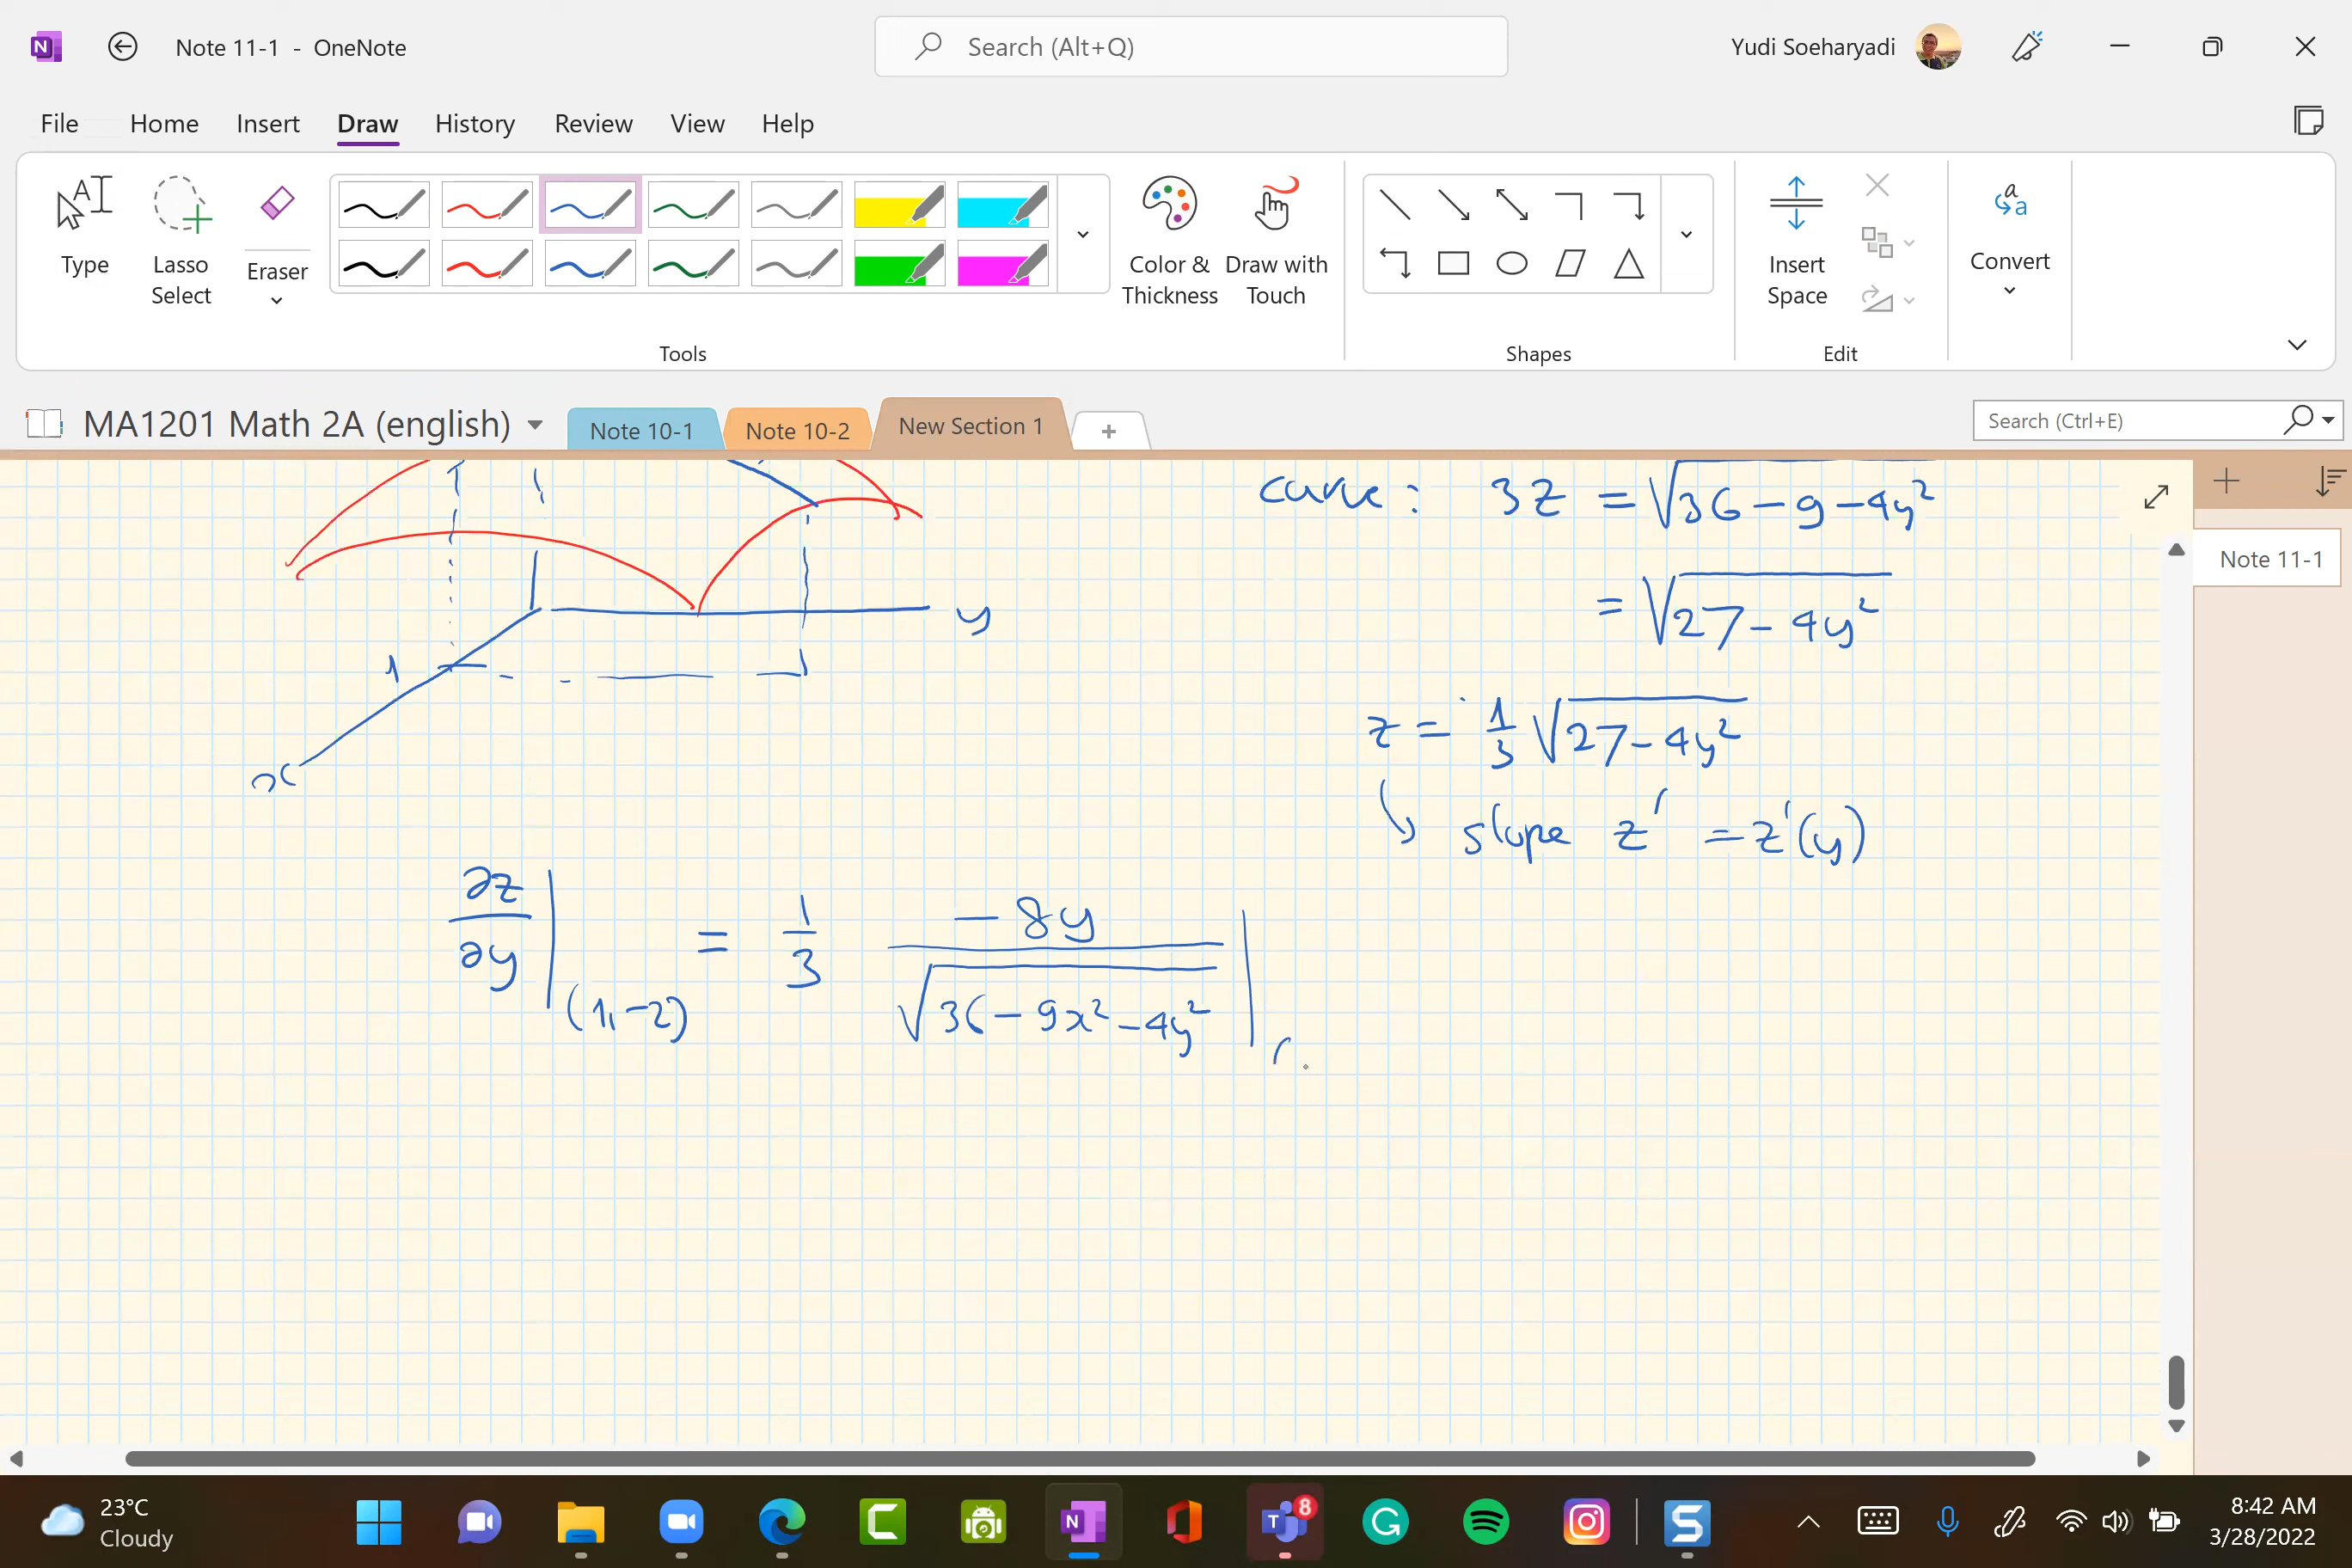 Note 11-1 - OneNote
Search (Alt+Q)
Yudi Soeharyadi
File Home Insert Draw History Review View Help
Type
Lasso Select
Eraser
Color & Thickness
Draw with Touch
Insert Space
Convert
Tools
Shapes
Edit
MA1201 Math 2A (english)
Note 10-1
Note 10-2
New Section 1
Search (Ctrl+E)
Note 11-1
curve : 3z = √(36 - 9 - 4y²)
= √(27 - 4y²)
y
1
x
z = 1/3 √(27 - 4y²)
slope z' = z'(y)
∂z/∂y |(1,-2) = 1/3 -8y/√(36 - 9x² - 4y²) | (
23°C
Cloudy
8
8:42 AM
3/28/2022